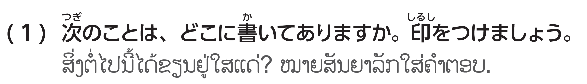 (1) 次のことは、どこに書いてありますか。印をつけましょう。
ສິ່ງຕໍ່ໄປນີ້ໄດ້ຂຽນຢູ່ໃສແດ່? ໝາຍສັນຍາລັກໃສ່ຄຳຕອບ.